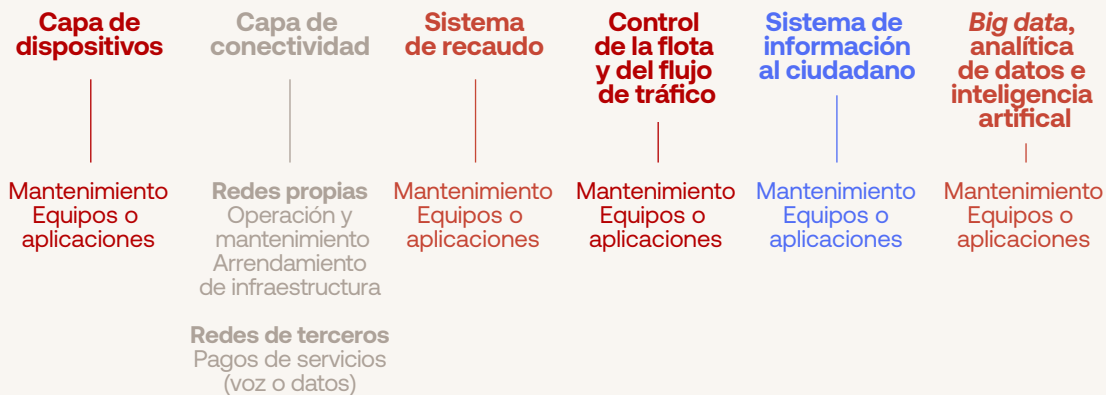 Capa de
dispositivos
Mantenimiento
Equipos o
aplicaciones
Capa de
conectividad
Redes propias
Operación y
mantenimiento
Arrendamiento
de infraestructura
Redes de terceros
Pagos de servicios
(voz o datos)
Sistema
de recaudo
Mantenimiento
Equipos o
aplicaciones
Control
de la flota
y del flujo
de tráfico
Mantenimiento
Equipos o
aplicaciones
Sistema de
información
al ciudadano
Mantenimiento
Equipos o
aplicaciones
Big data,
analítica
de datos e
inteligencia
artifical
Mantenimiento
Equipos o
aplicaciones